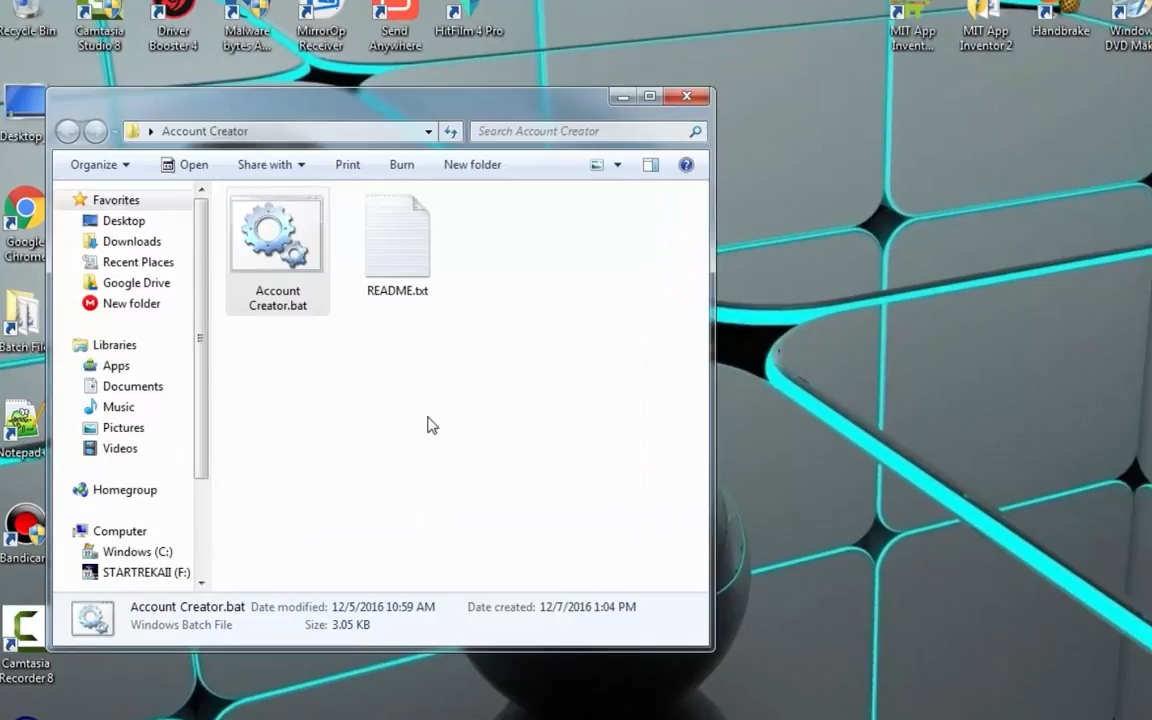 Recycle Bin
Camtasia
Studio 8
Driver
Booster 4
Malware
bytes A...
MirrorOp
Receiver
Send
Anywhere
HitFilm 4 Pro
MIT App
Invent...
MIT App
Inventor 2
Handbrake
Window
DVD Mak
Desktop
Google
Chrome
Batch Fil
Notepad+
Bandicar
Camtasia
Recorder 8
Account Creator
Search Account Creator
Organize
Open
Share with
Print
Burn
New folder
Favorites
Desktop
Downloads
Recent Places
Google Drive
New folder
Libraries
Apps
Documents
Music
Pictures
Videos
Homegroup
Computer
Windows (C:)
STARTREKAII (F:)
Account
Creator.bat
README.txt
Account Creator.bat Date modified: 12/5/2016 10:59 AM Date created: 12/7/2016 1:04 PM
Windows Batch File Size: 3.05 KB